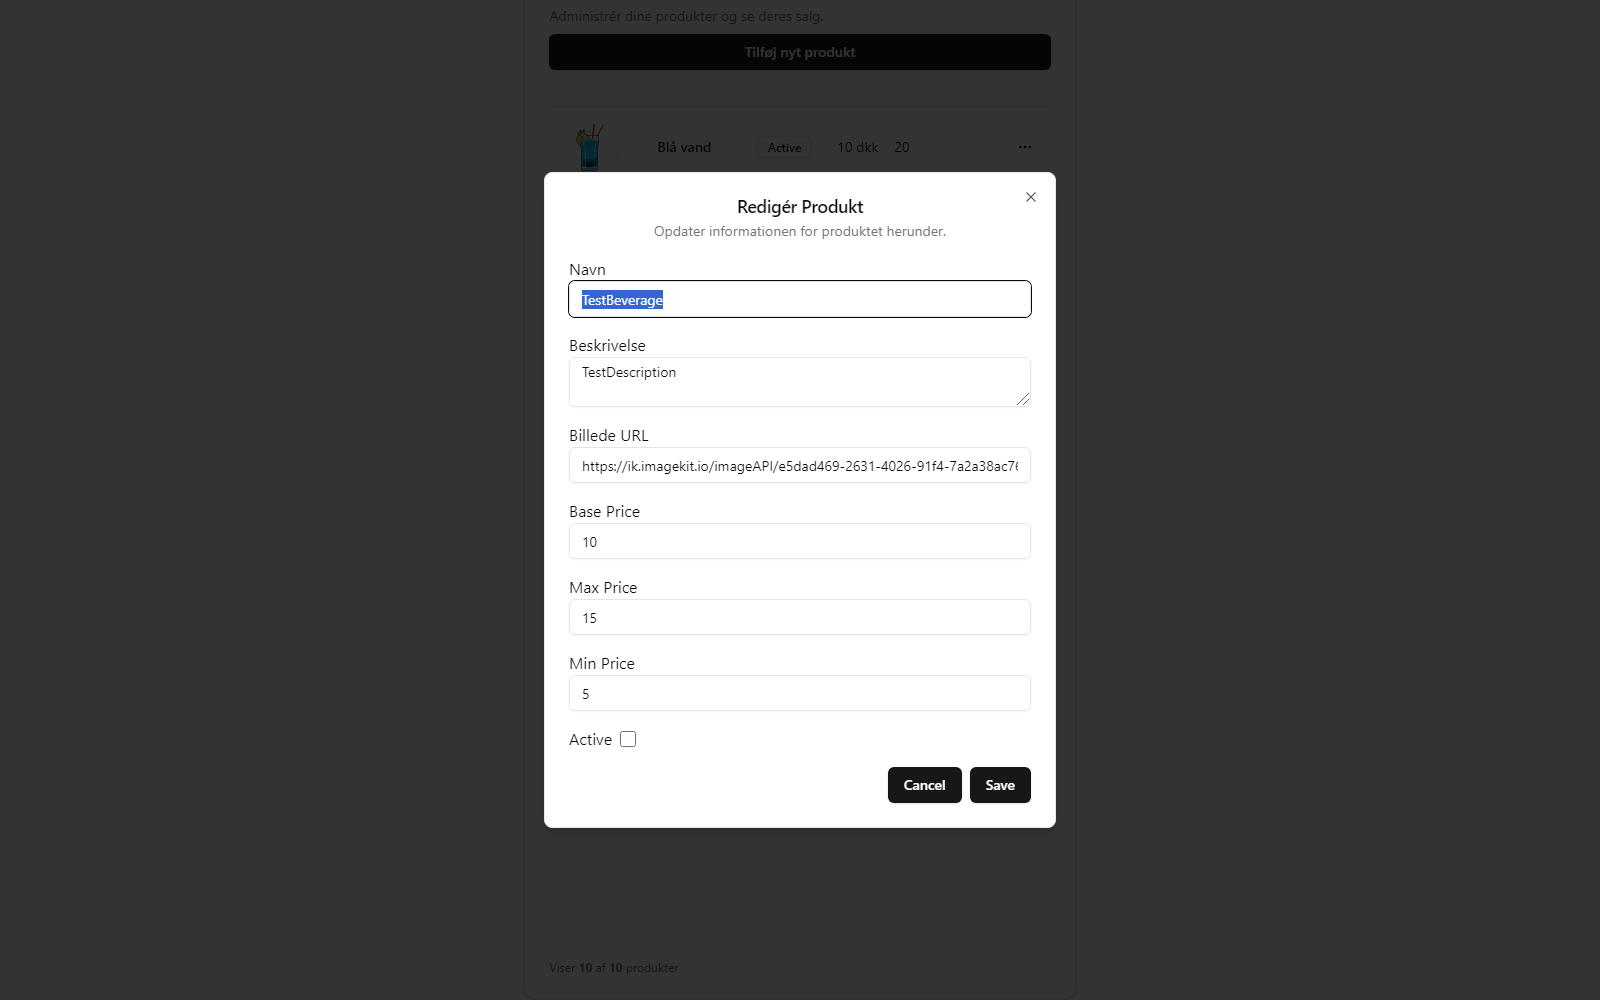 Administrér dine produkter og se deres salg.
Tilføj nyt produkt
Blå vand Active 10 dkk 20
Redigér Produkt
Opdater informationen for produktet herunder.
Navn
TestBeverage
Beskrivelse
TestDescription
Billede URL
https://ik.imagekit.io/imageAPI/e5dad469-2631-4026-91f4-7a2a38ac76
Base Price
10
Max Price
15
Min Price
5
Active
Cancel Save
Viser 10 af 10 produkter